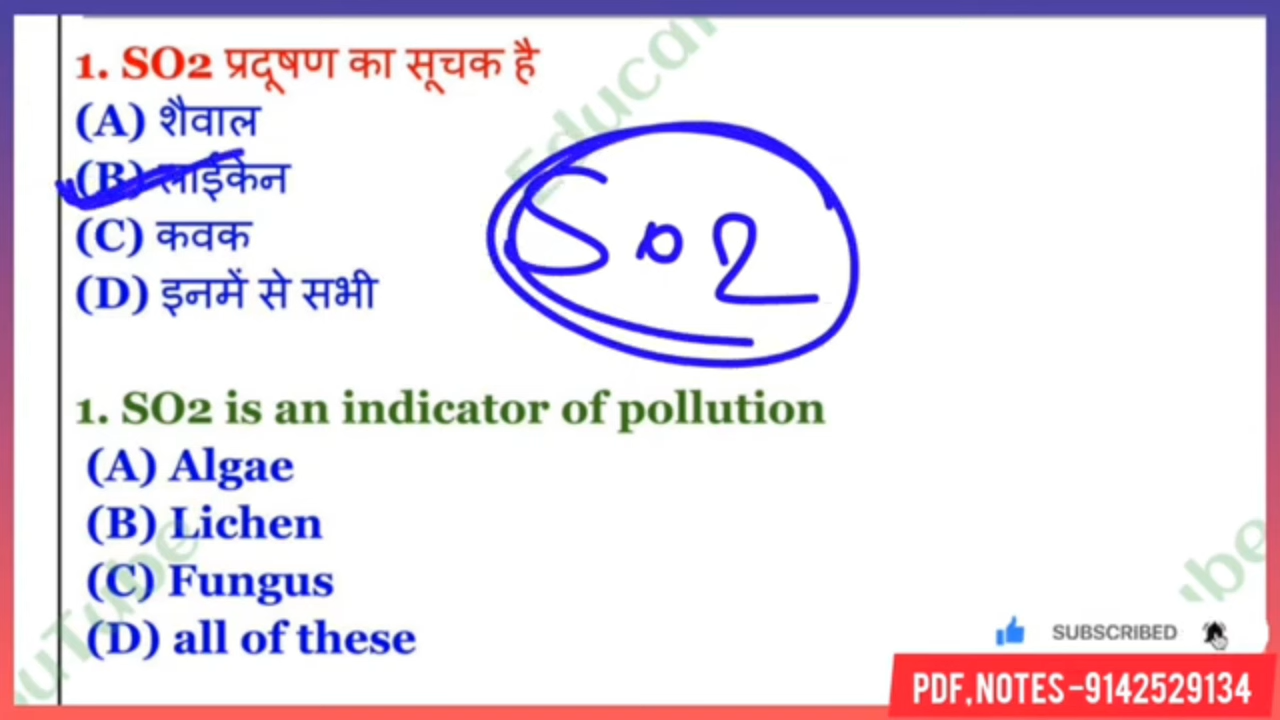 1. SO2 प्रदूषण का सूचक है
(A) शैवाल
(B) लाईकेन
(C) कवक
(D) इनमें से सभी
SO2
1. SO2 is an indicator of pollution
(A) Algae
(B) Lichen
(C) Fungus
(D) all of these
SUBSCRIBED
PDF,NOTES-9142529134